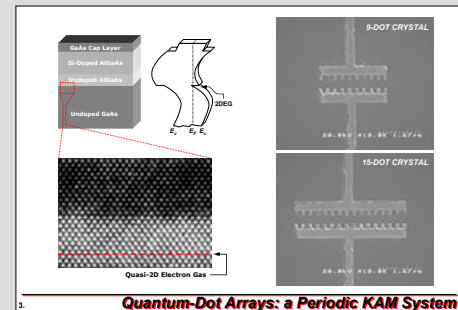 GaAs Cap Layer
Si-Doped AlGaAs
Undoped AlGaAs
Undoped GaAs
2DEG
Ev EF Ec
Quasi-2D Electron Gas
9-DOT CRYSTAL
15-DOT CRYSTAL
3.
Quantum-Dot Arrays: a Periodic KAM System